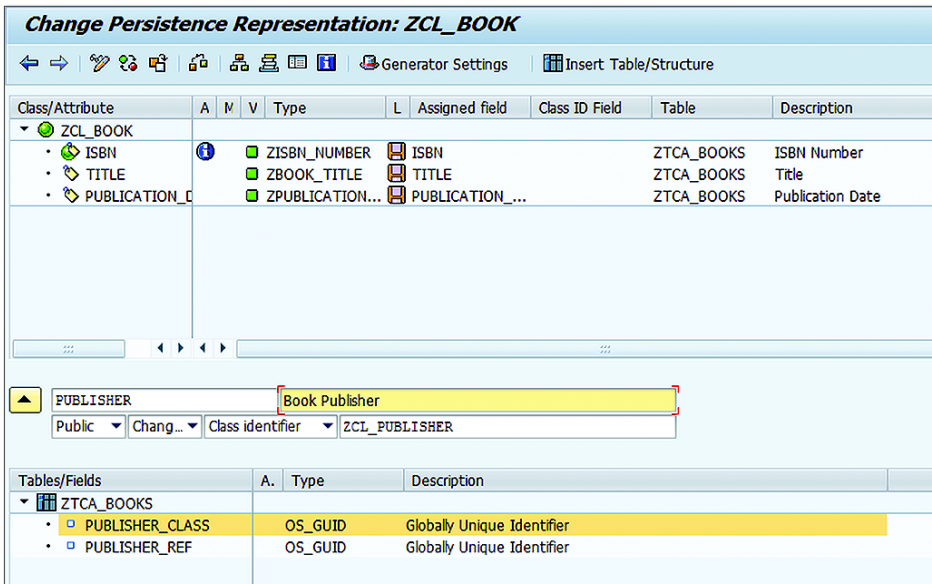 Change Persistence Representation: ZCL_BOOK
Generator Settings Insert Table/Structure
Class/Attribute A M V Type L Assigned field Class ID Field Table Description
ZCL_BOOK
ISBN ZISBN_NUMBER ISBN ZTCA_BOOKS ISBN Number
TITLE ZBOOK_TITLE TITLE ZTCA_BOOKS Title
PUBLICATION_D ZPUBLICATION... PUBLICATION_... ZTCA_BOOKS Publication Date
PUBLISHER Book Publisher
Public Chang... Class identifier ZCL_PUBLISHER
Tables/Fields A. Type Description
ZTCA_BOOKS
PUBLISHER_CLASS OS_GUID Globally Unique Identifier
PUBLISHER_REF OS_GUID Globally Unique Identifier